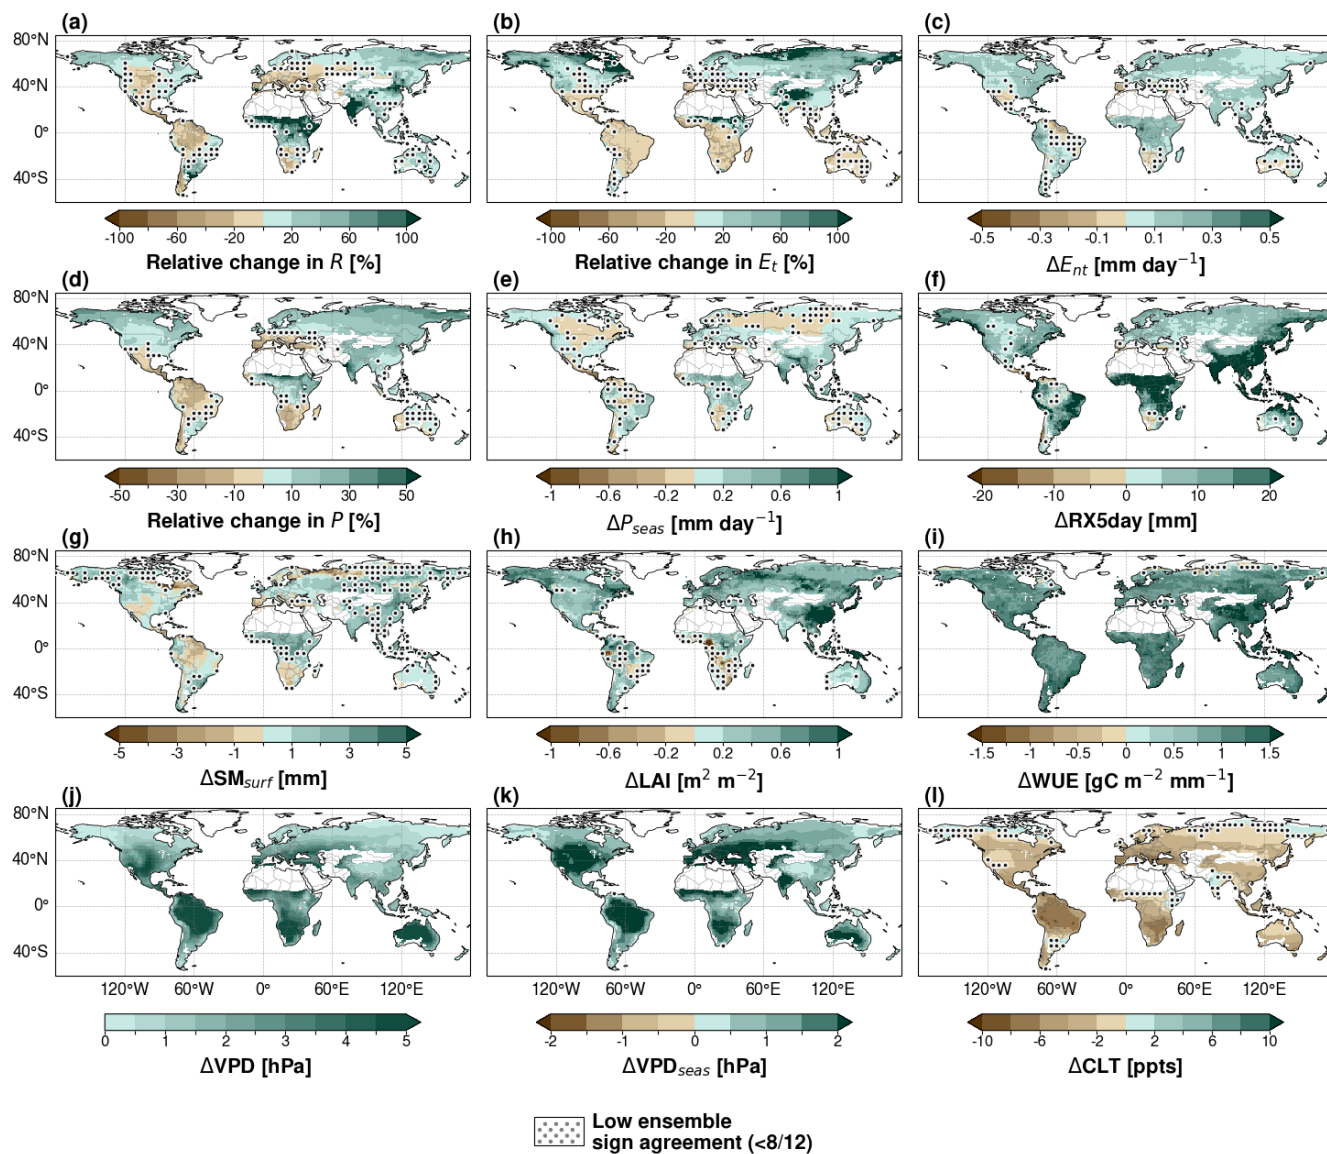 (a) (b) (c)
80°N
40°N
0°
40°S
-100 -60 -20 20 60 100
-100 -60 -20 20 60 100
-0.5 -0.3 -0.1 0.1 0.3 0.5
Relative change in R [%]
Relative change in Et [%]
ΔEnt [mm day⁻¹]
(d) (e) (f)
80°N
40°N
0°
40°S
-50 -30 -10 10 30 50
-1 -0.6 -0.2 0.2 0.6 1
-20 -10 0 10 20
Relative change in P [%]
ΔPseas [mm day⁻¹]
ΔRX5day [mm]
(g) (h) (i)
80°N
40°N
0°
40°S
-5 -3 -1 1 3 5
-1 -0.6 -0.2 0.2 0.6 1
-1.5 -1 -0.5 0 0.5 1 1.5
ΔSMsurf [mm]
ΔLAI [m² m⁻²]
ΔWUE [gC m⁻² mm⁻¹]
(j) (k) (l)
80°N
40°N
0°
40°S
120°W 60°W 0° 60°E 120°E
120°W 60°W 0° 60°E 120°E
120°W 60°W 0° 60°E 120°E
0 1 2 3 4 5
-2 -1 0 1 2
-10 -6 -2 2 6 10
ΔVPD [hPa]
ΔVPDseas [hPa]
ΔCLT [ppts]
Low ensemble
sign agreement (<8/12)